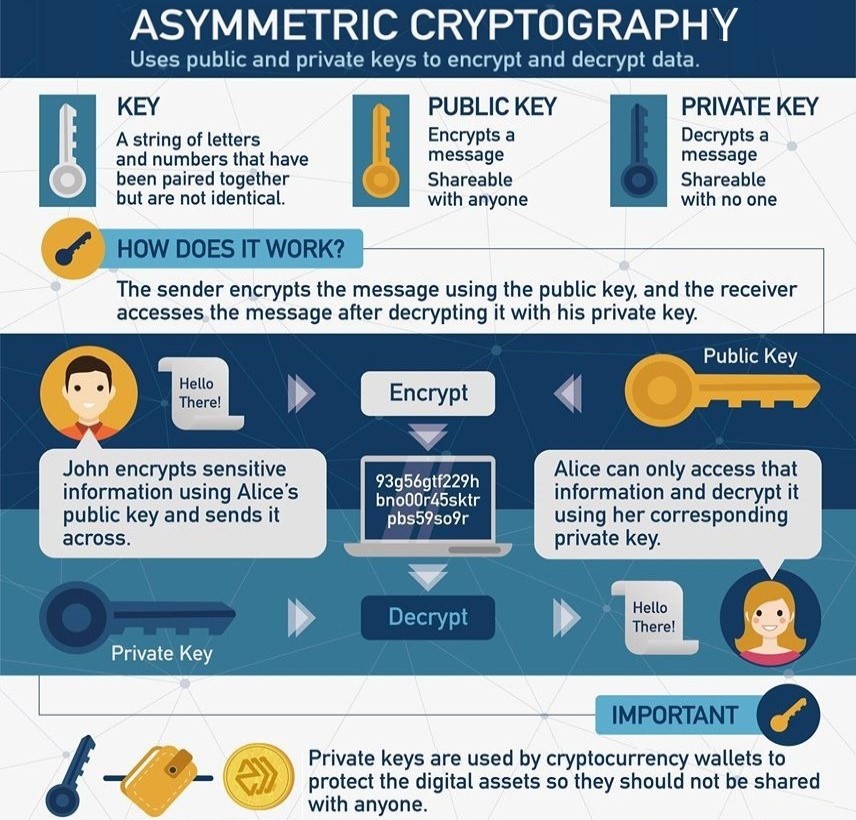 ASYMMETRIC CRYPTOGRAPHY
Uses public and private keys to encrypt and decrypt data.
KEY
A string of letters
and numbers that have
been paired together
but are not identical.
PUBLIC KEY
Encrypts a
message
Shareable
with anyone
PRIVATE KEY
Decrypts a
message
Shareable
with no one
HOW DOES IT WORK?
The sender encrypts the message using the public key, and the receiver
accesses the message after decrypting it with his private key.
Hello
There!
Encrypt
Public Key
John encrypts sensitive
information using Alice's
public key and sends it
across.
93g56gtf229h
bno00r45sktr
pbs59so9r
Alice can only access that
information and decrypt it
using her corresponding
private key.
Private Key
Decrypt
Hello
There!
IMPORTANT
Private keys are used by cryptocurrency wallets to
protect the digital assets so they should not be shared
with anyone.